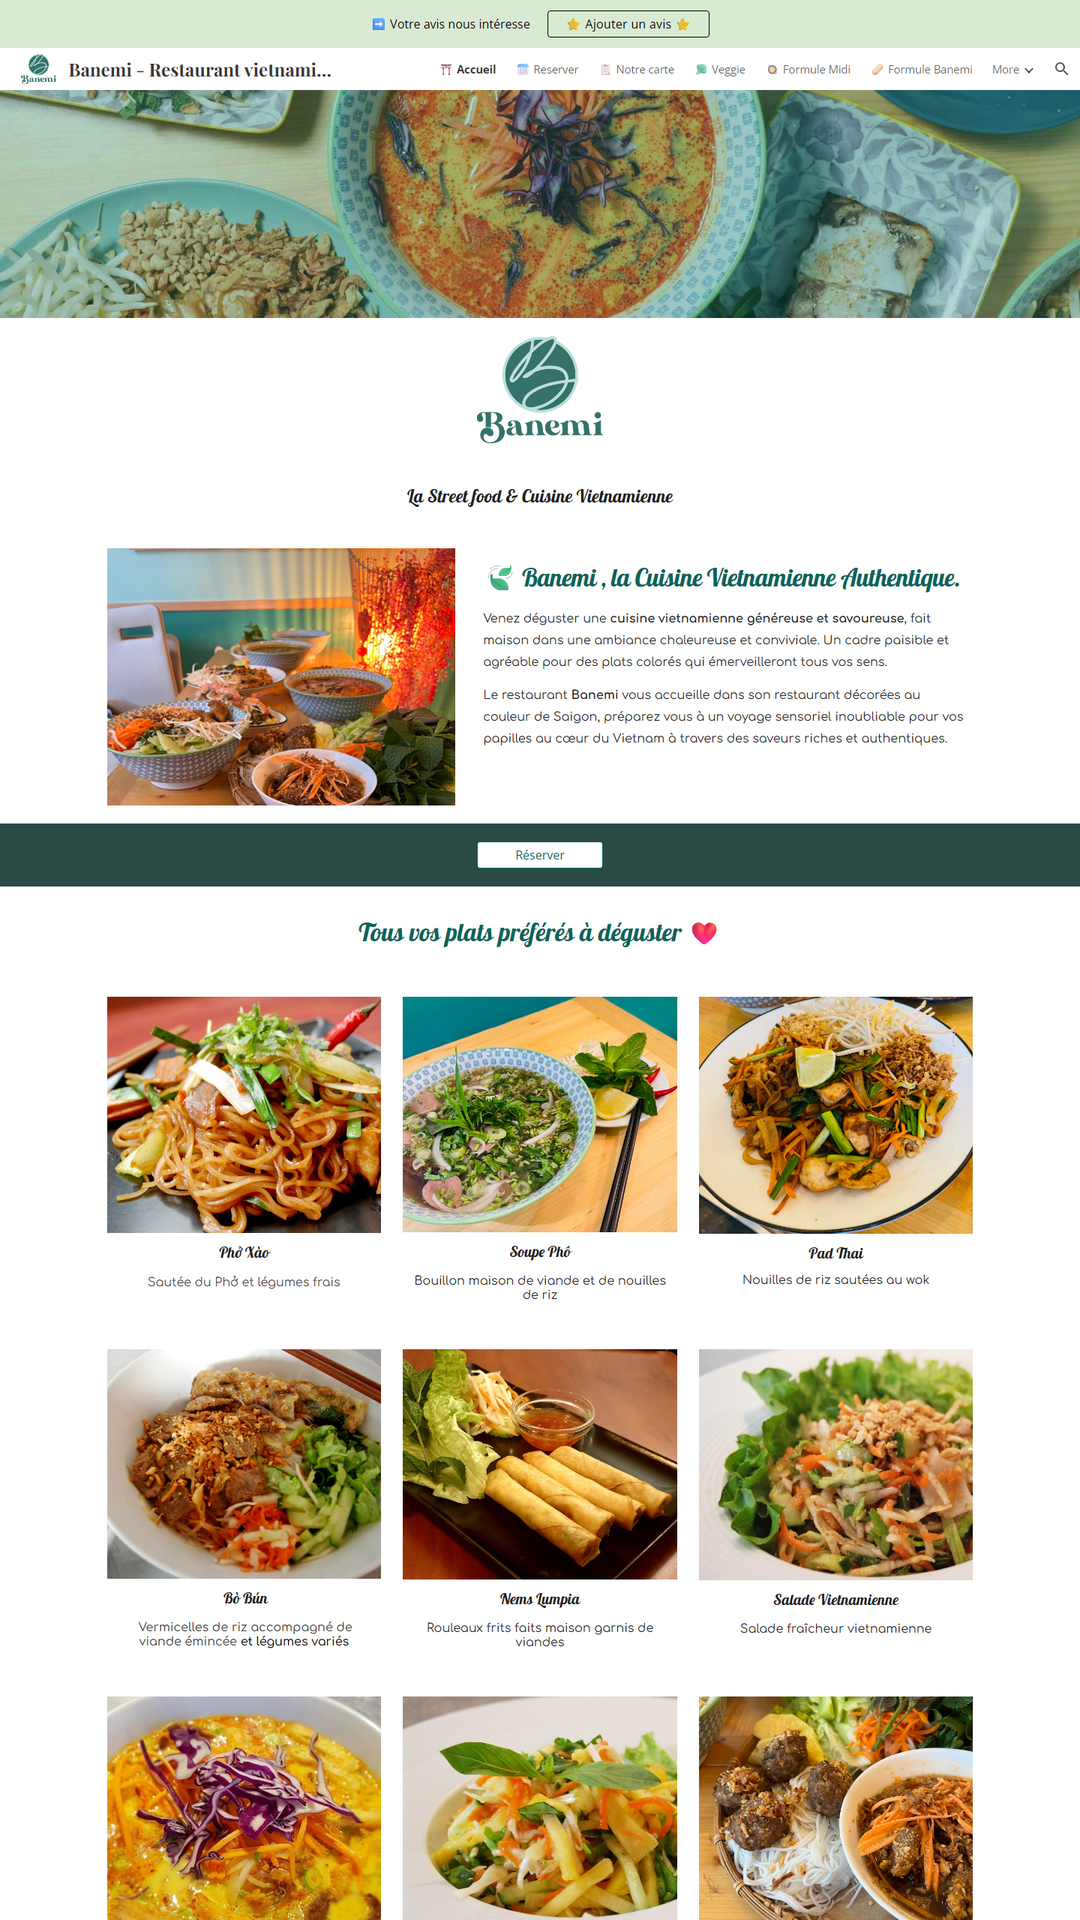 ➡️ Votre avis nous intéresse
⭐ Ajouter un avis ⭐
Banemi
Banemi - Restaurant vietnami...
⛩️ Accueil
Reserver
Notre carte
Veggie
Formule Midi
Formule Banemi
More
Banemi
La Street food & Cuisine Vietnamienne
Banemi , la Cuisine Vietnamienne Authentique.
Venez déguster une cuisine vietnamienne généreuse et savoureuse, fait
maison dans une ambiance chaleureuse et conviviale. Un cadre paisible et
agréable pour des plats colorés qui émerveilleront tous vos sens.
Le restaurant Banemi vous accueille dans son restaurant décorées au
couleur de Saigon, préparez vous à un voyage sensoriel inoubliable pour vos
papilles au cœur du Vietnam à travers des saveurs riches et authentiques.
Réserver
Tous vos plats préférés à déguster ❤️
Phở Xào
Sautée du Phở et légumes frais
Soupe Phô
Bouillon maison de viande et de nouilles
de riz
Pad Thai
Nouilles de riz sautées au wok
Bò Bún
Vermicelles de riz accompagné de
viande émincée et légumes variés
Nems Lumpia
Rouleaux frits faits maison garnis de
viandes
Salade Vietnamienne
Salade fraîcheur vietnamienne